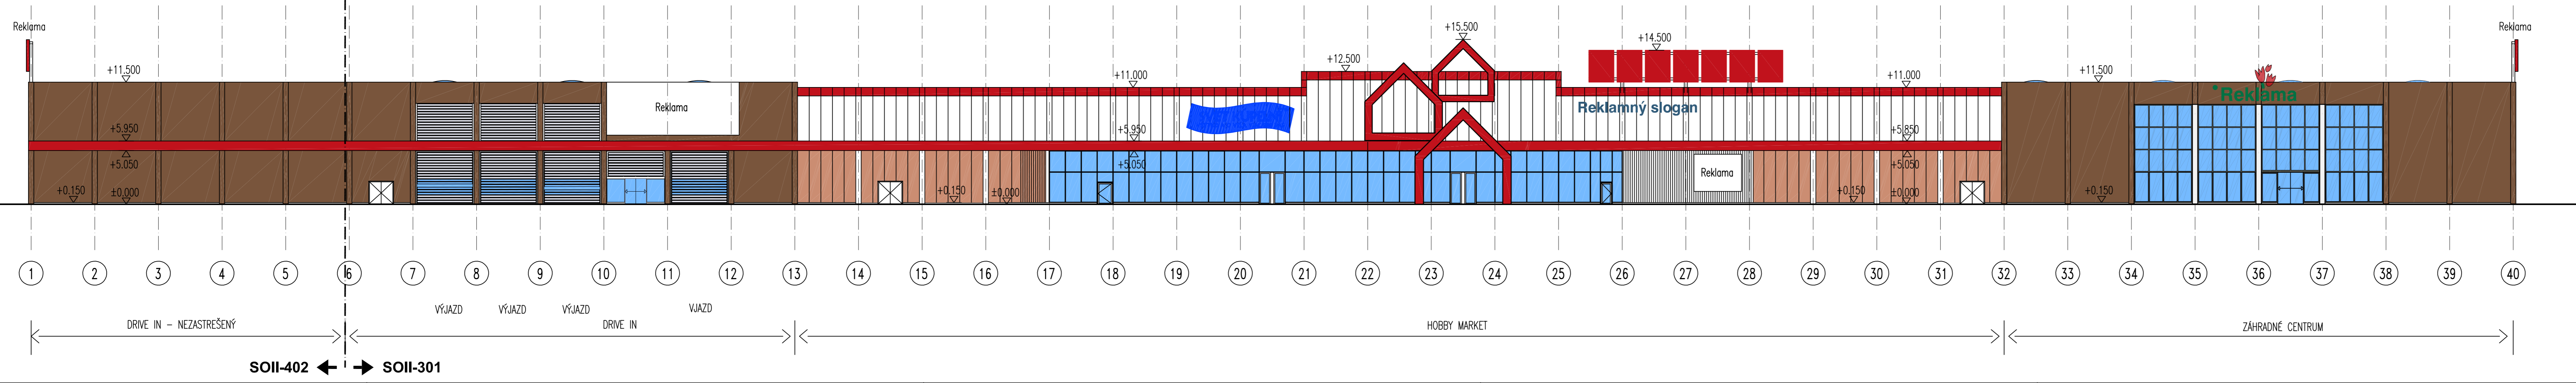 Reklama
Reklama
+15.500
+14.500
+12.500
+11.500
+11.000
+11.000
+11.500
Reklama
Reklamný slogan
Reklama
+5.950
+5.950
+5.850
+5.050
+5.050
+5.050
Reklama
+0.150
±0.000
+0.150
±0.000
+0.150
±0.000
+0.150
1 2 3 4 5 6 7 8 9 10 11 12 13 14 15 16 17 18 19 20 21 22 23 24 25 26 27 28 29 30 31 32 33 34 35 36 37 38 39 40
VÝJAZD VÝJAZD VÝJAZD VJAZD
DRIVE IN - NEZASTREŠENÝ DRIVE IN HOBBY MARKET ZÁHRADNÉ CENTRUM
SOII-402 SOII-301